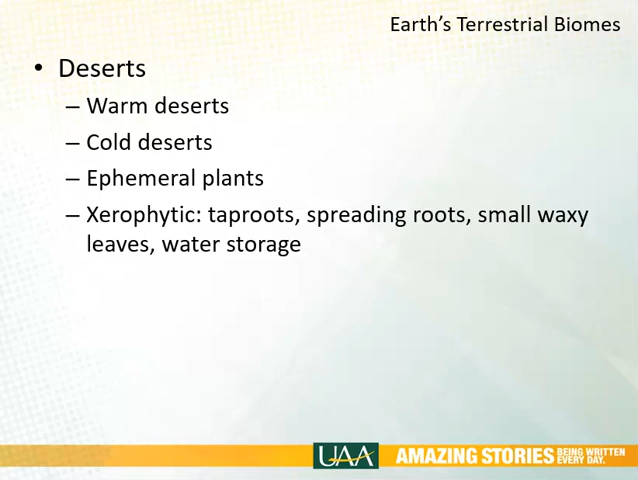 Earth's Terrestrial Biomes
• Deserts
– Warm deserts
– Cold deserts
– Ephemeral plants
– Xerophytic: taproots, spreading roots, small waxy
leaves, water storage
UAA AMAZING STORIES BEING WRITTEN
EVERY DAY.